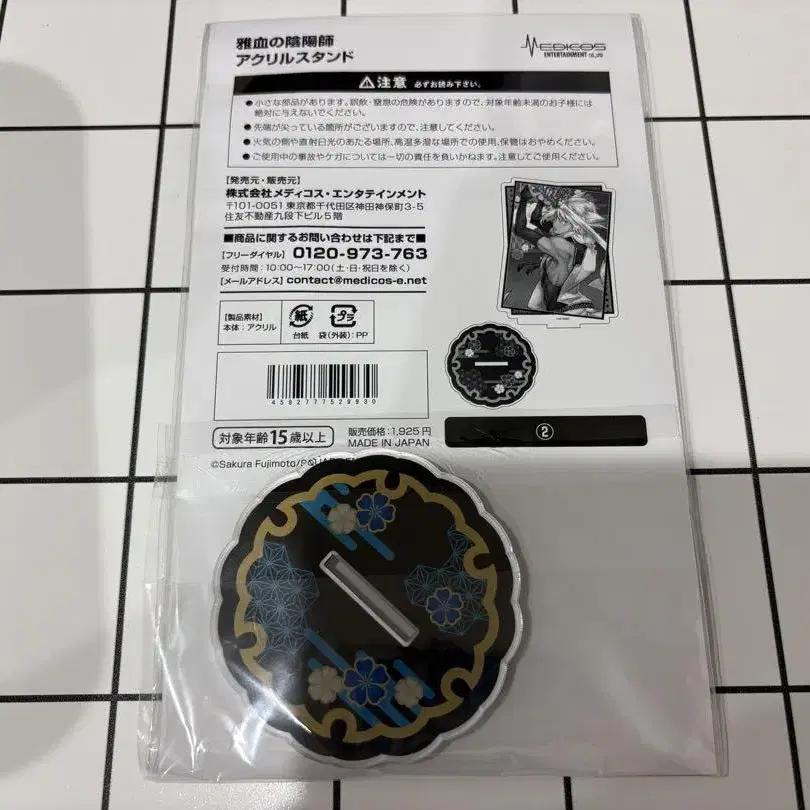 雅血の陰陽師
アクリルスタンド
MEDICOS
ENTERTAINMENT CO.,LTD
⚠注意 必ずお読み下さい。
●小さな部品があります。誤飲・窒息の危険がありますので、対象年齢未満のお子様には
絶対に与えないでください。
●先端が尖っている箇所がございますので、注意してください。
●火気の側や直射日光のあたる場所、高温多湿な場所での使用、保管はおやめください。
●ご使用中の事故やケガについては一切の責任を負いかねます。注意してご使用ください。
【発売元・販売元】
株式会社メディコス・エンタテインメント
〒101-0051 東京都千代田区神田神保町3-5
住友不動産九段下ビル5階
■商品に関するお問い合わせは下記まで■
【フリーダイヤル】 0120-973-763
受付時間：10:00〜17:00（土・日・祝日を除く）
【メールアドレス】 contact@medicos-e.net
【製品素材】
本体：アクリル
紙
台紙
プラ
袋（外装）：PP
4582777529930
対象年齢15歳以上
販売価格：1,925円
MADE IN JAPAN
②
©Sakura Fujimoto/